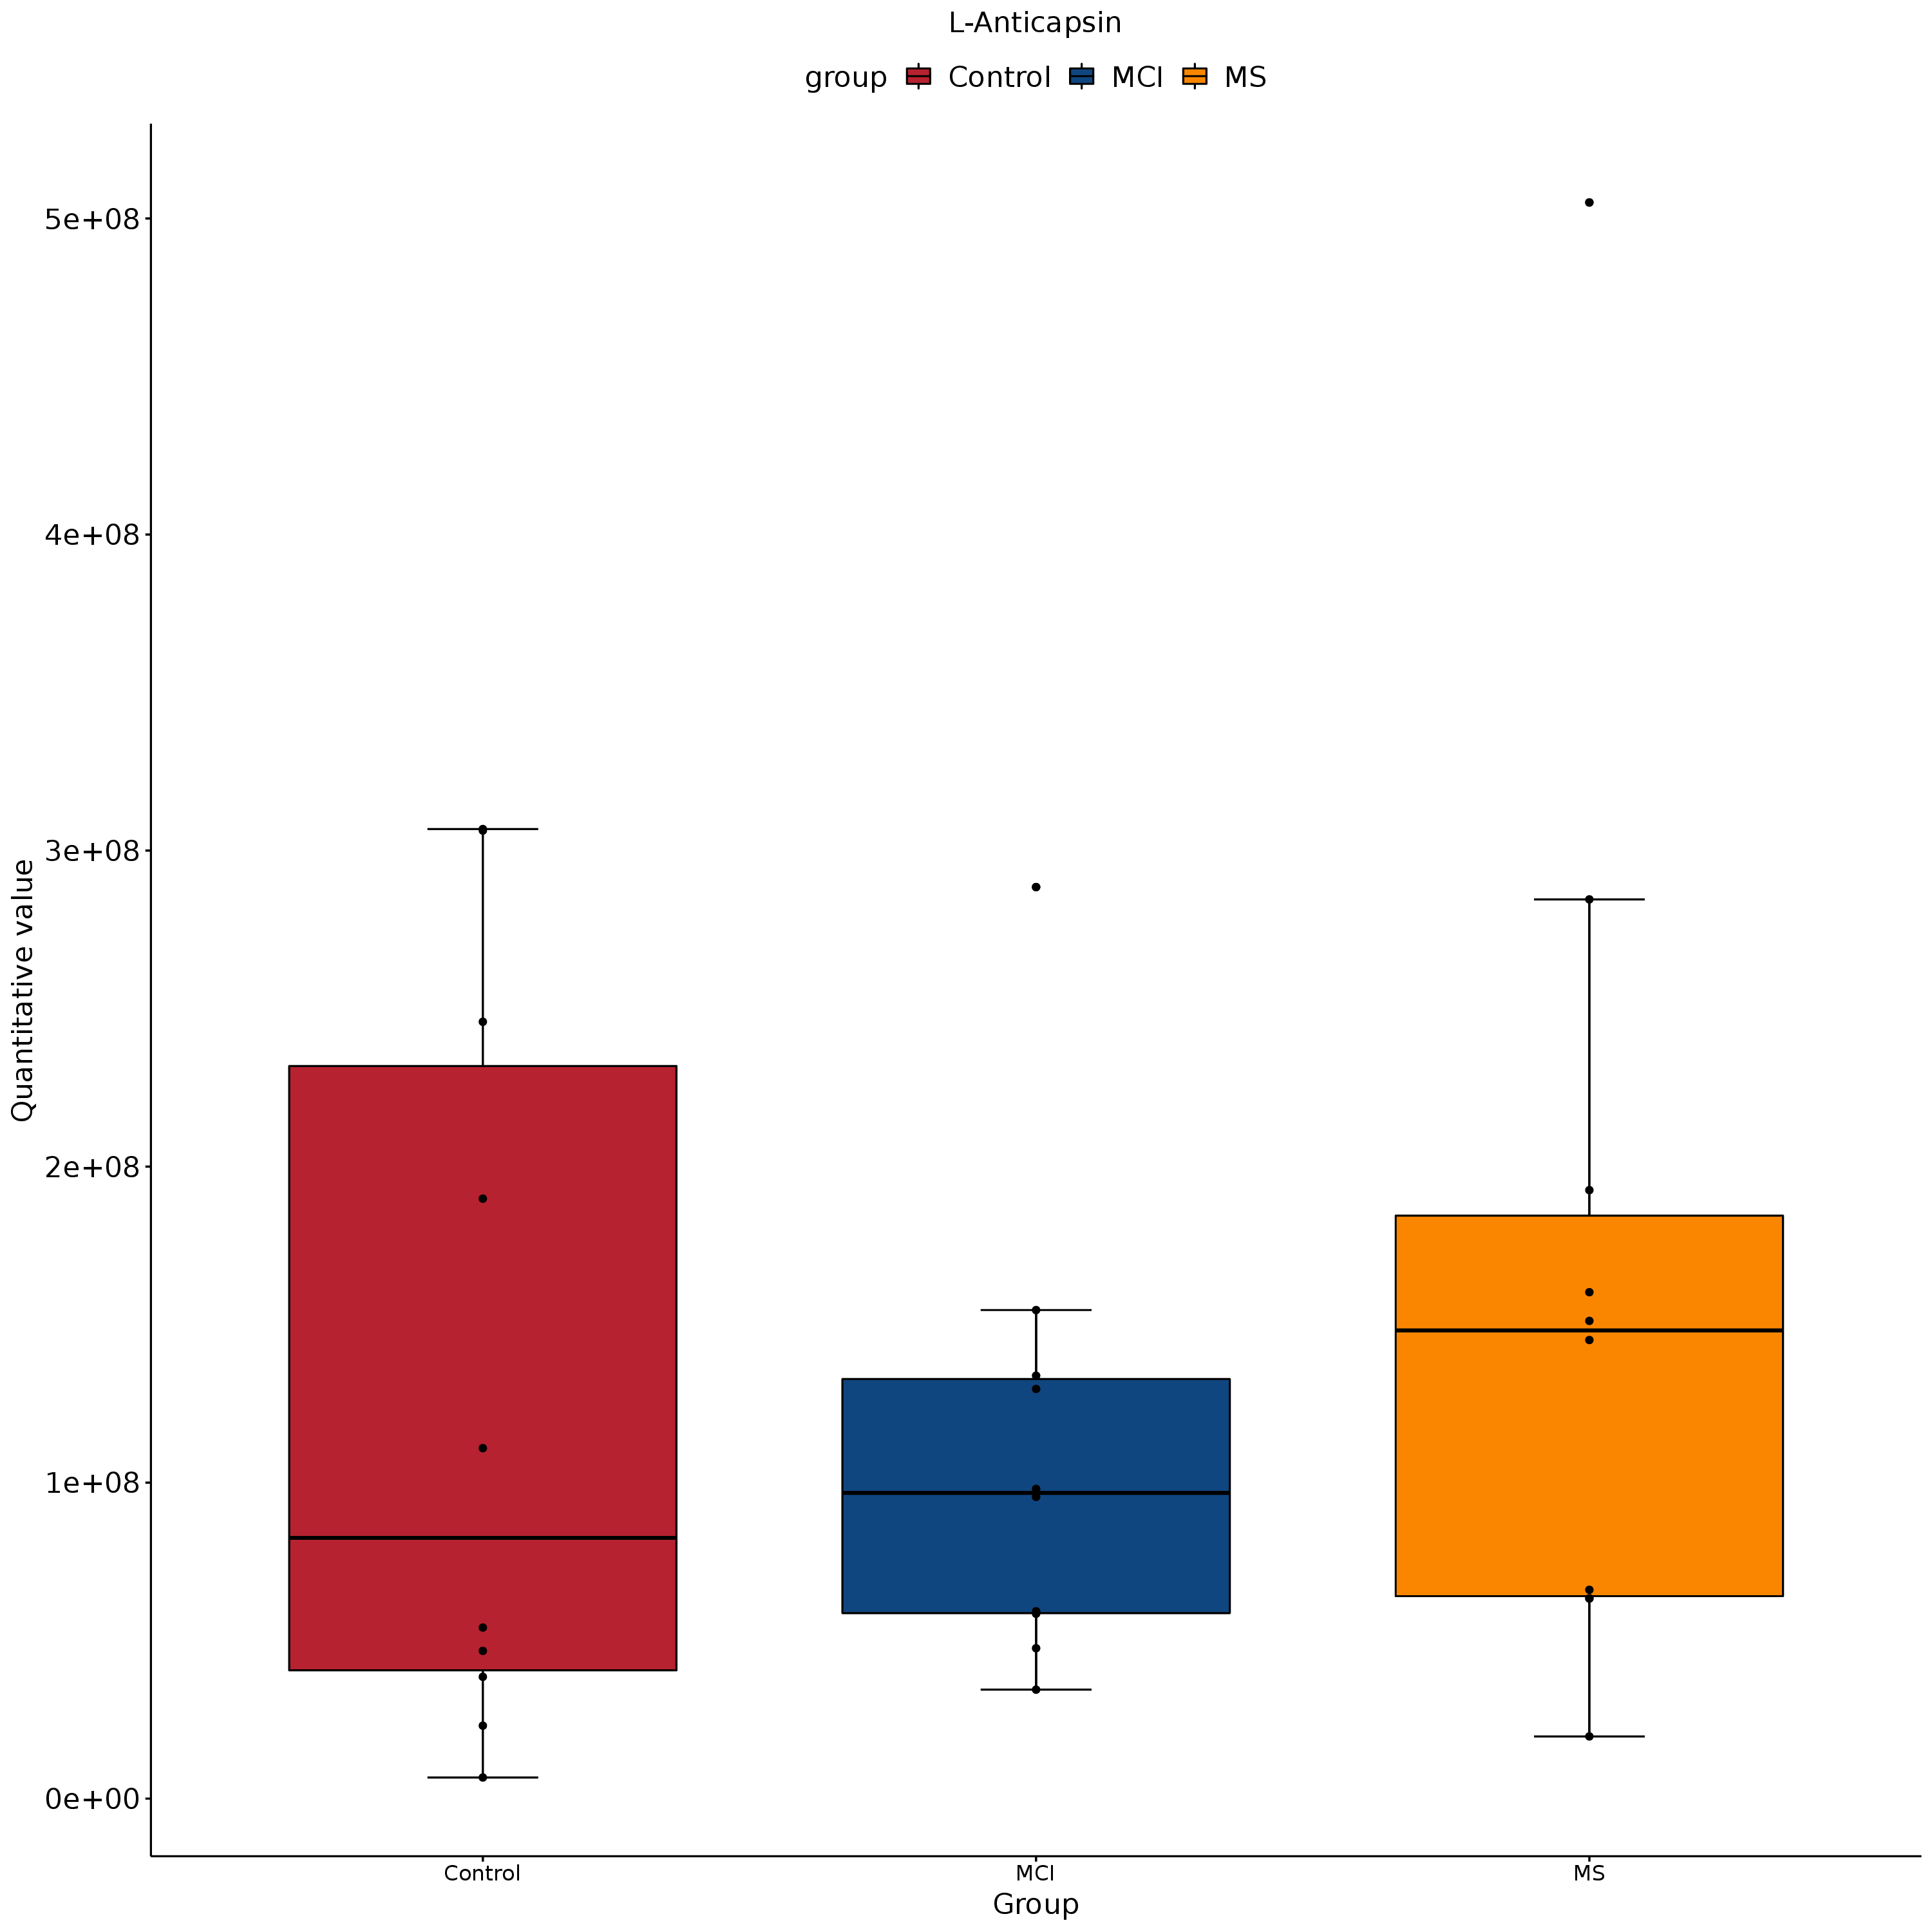 L-Anticapsin
group Control MCI MS
5e+08
4e+08
3e+08
2e+08
1e+08
0e+00
Quantitative value
Control MCI MS
Group